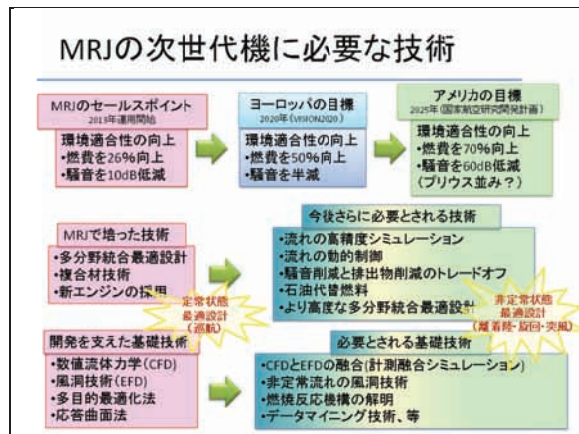 MRJの次世代機に必要な技術
MRJのセールスポイント
2013年運用開始
環境適合性の向上
•燃費を26%向上
•騒音を10dB低減
ヨーロッパの目標
2020年(VISION2020)
環境適合性の向上
•燃費を50%向上
•騒音を半減
アメリカの目標
2025年(国家航空研究開発計画)
環境適合性の向上
•燃費を70%向上
•騒音を60dB低減
(プリウス並み?)
MRJで培った技術
•多分野統合最適設計
•複合材技術
•新エンジンの採用
定常状態
最適設計
(巡航)
今後さらに必要とされる技術
•流れの高精度シミュレーション
•流れの動的制御
•騒音削減と排出物削減のトレードオフ
•石油代替燃料
•より高度な多分野統合最適設計
非定常状態
最適設計
(離着陸・旋回・突風)
開発を支えた基礎技術
•数値流体力学(CFD)
•風洞技術(EFD)
•多目的最適化法
•応答曲面法
必要とされる基礎技術
•CFDとEFDの融合(計測融合シミュレーション)
•非定常流れの風洞技術
•燃焼反応機構の解明
•データマイニング技術、等